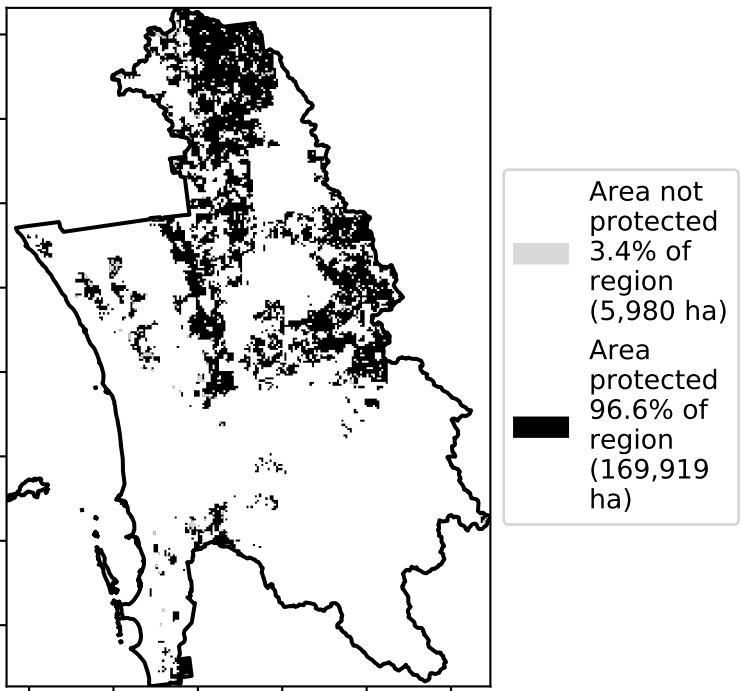 Area not
protected
3.4% of
region
(5,980 ha)
Area
protected
96.6% of
region
(169,919
ha)